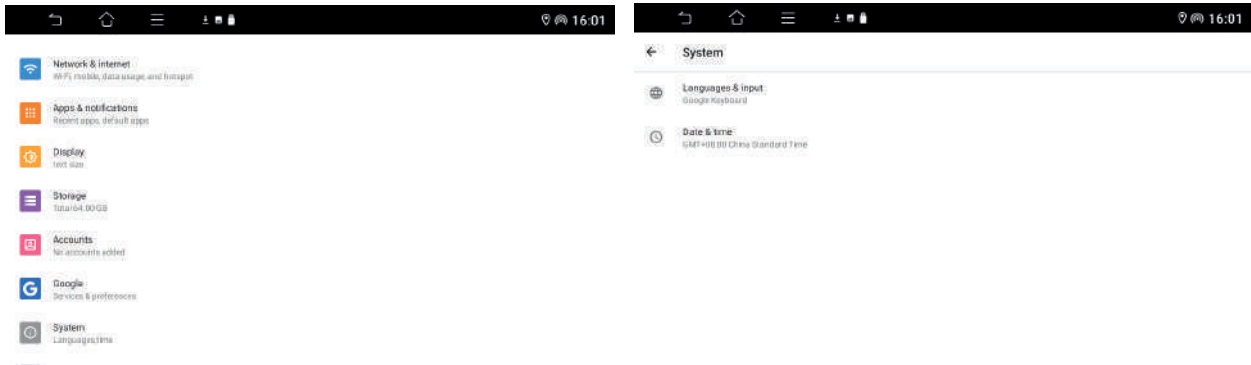 16:01
Network & internet
Wi-Fi, mobile, data usage, and hotspot
Apps & notifications
Recent apps, default apps
Display
text size
Storage
Total 64.00 GB
Accounts
No accounts added
Google
Services & preferences
System
Languages,time
16:01
System
Languages & input
Google Keyboard
Date & time
GMT+08:00 China Standard Time